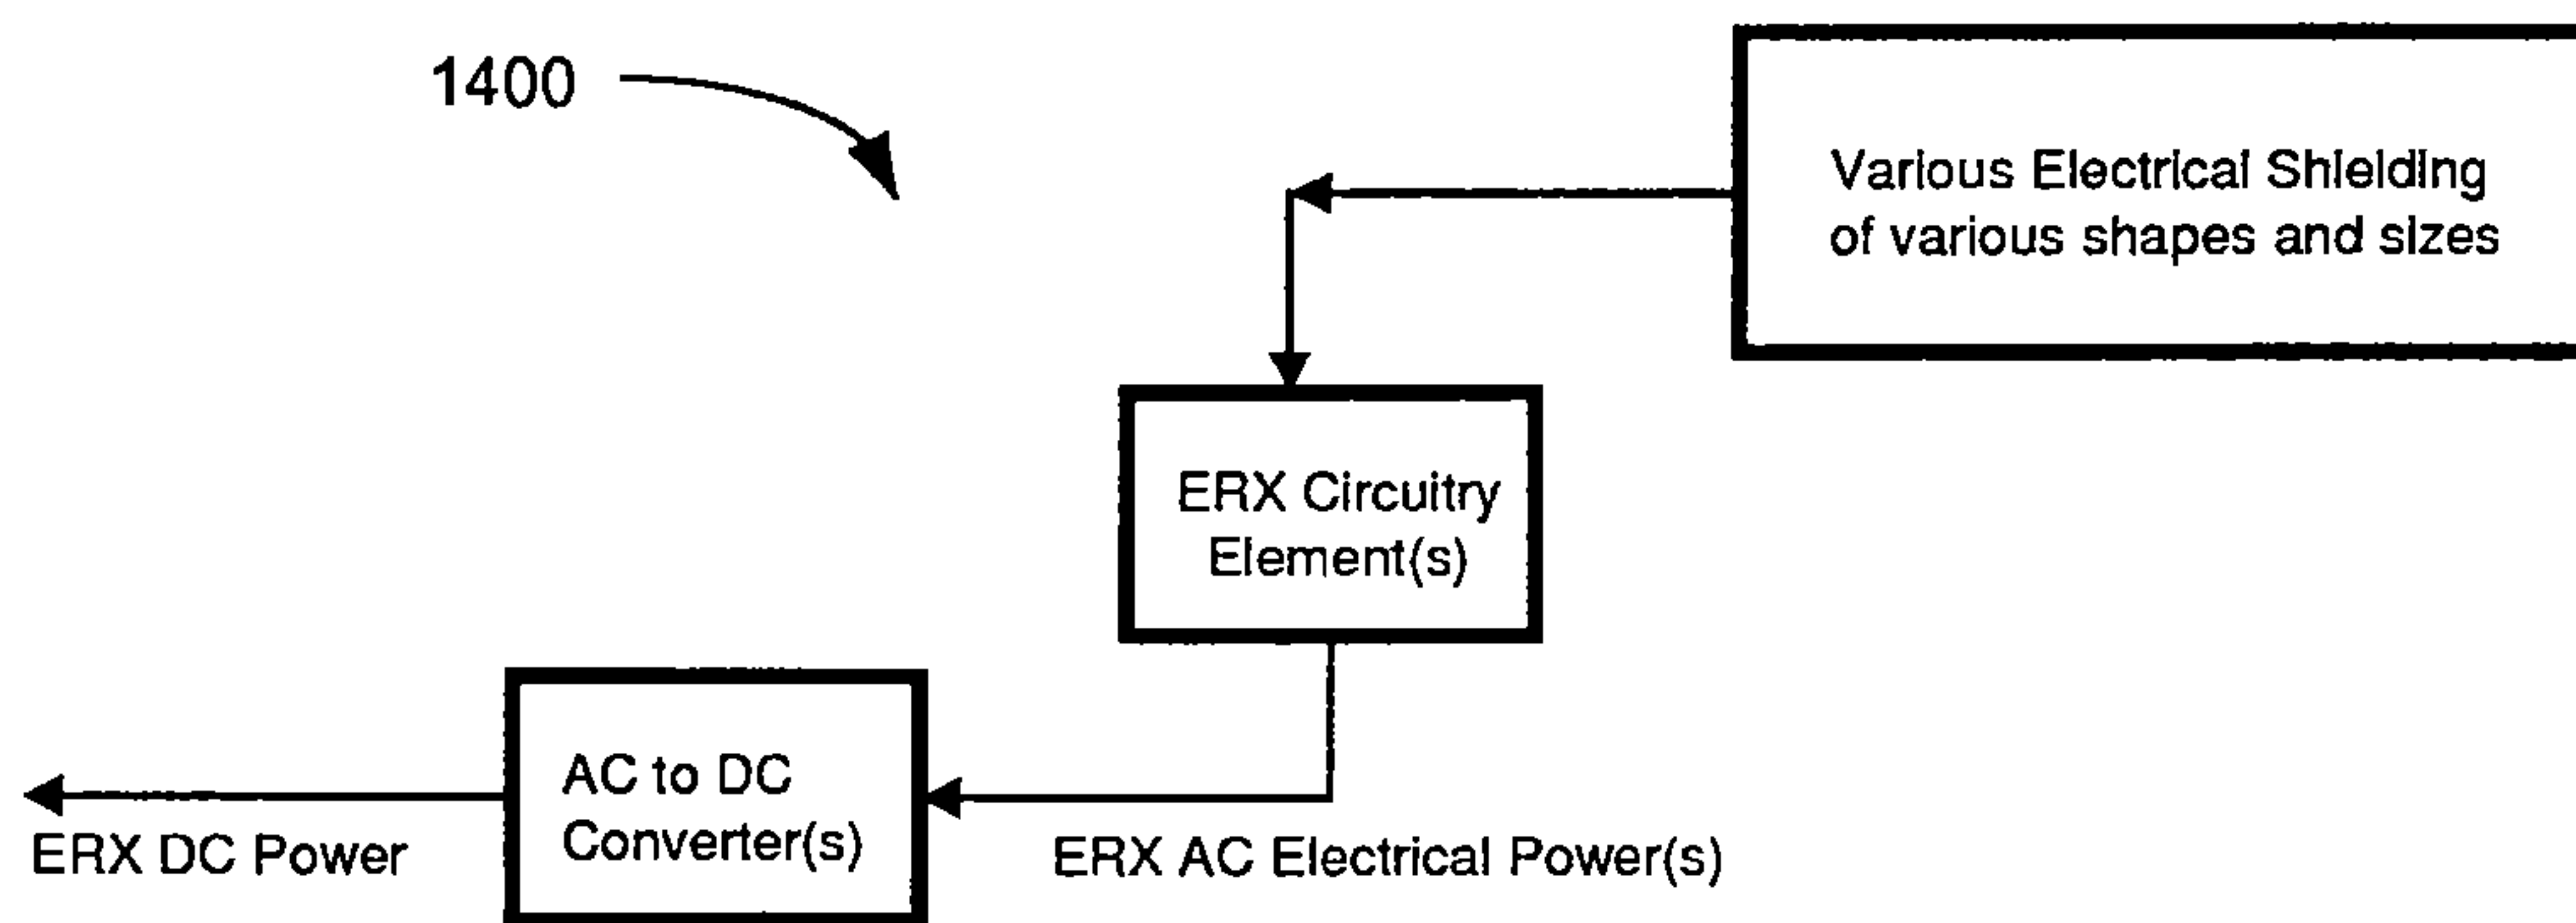 1400
Various Electrical Shielding
of various shapes and sizes
ERX Circuitry
Element(s)
AC to DC
Converter(s)
ERX DC Power
ERX AC Electrical Power(s)